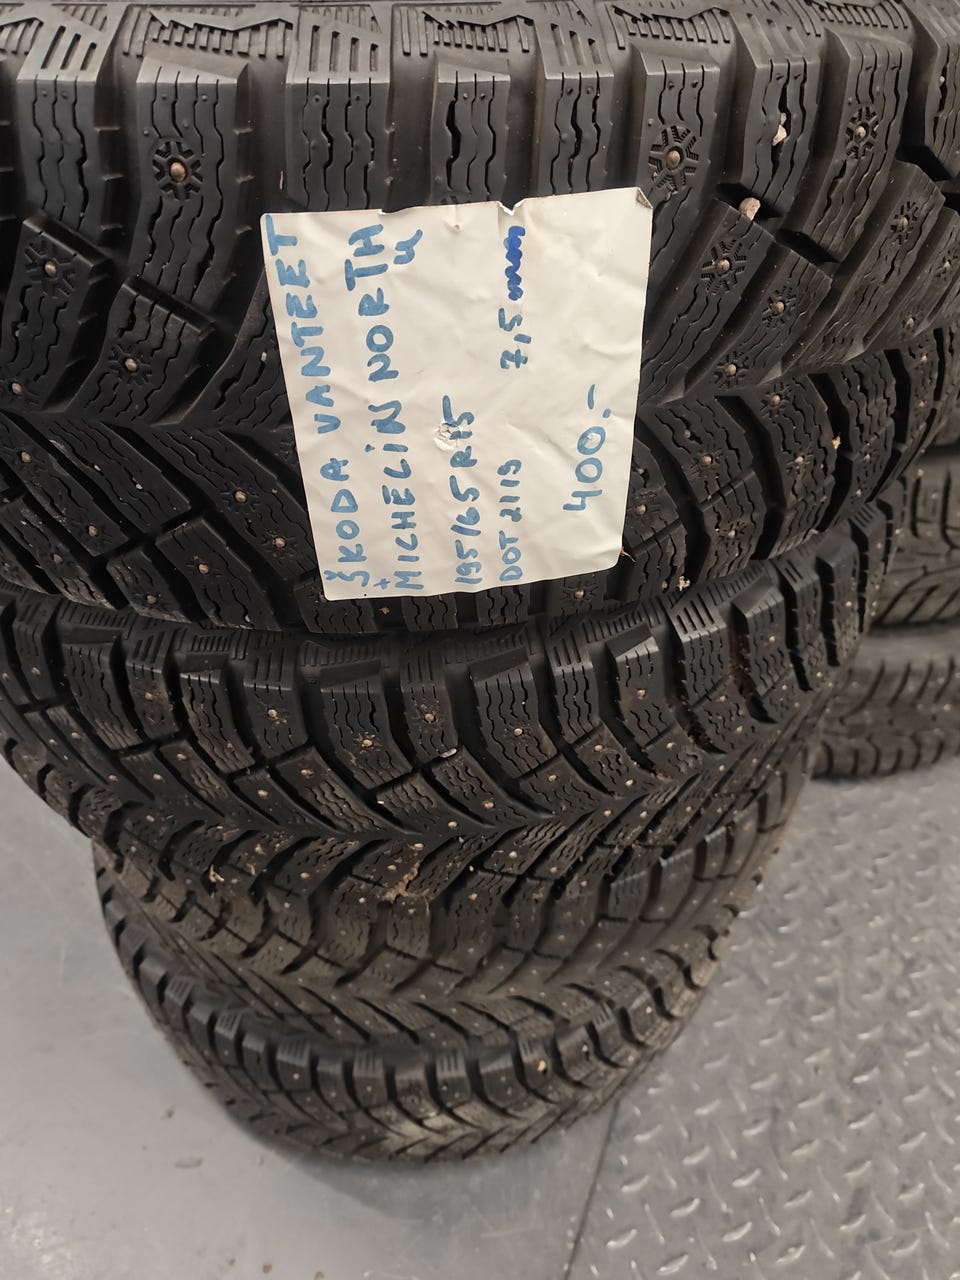 ŠKODA VANTEET
+
MICHELIN NORTH
4
195/65 R15
DOT 2119 7,5 mm
400.-